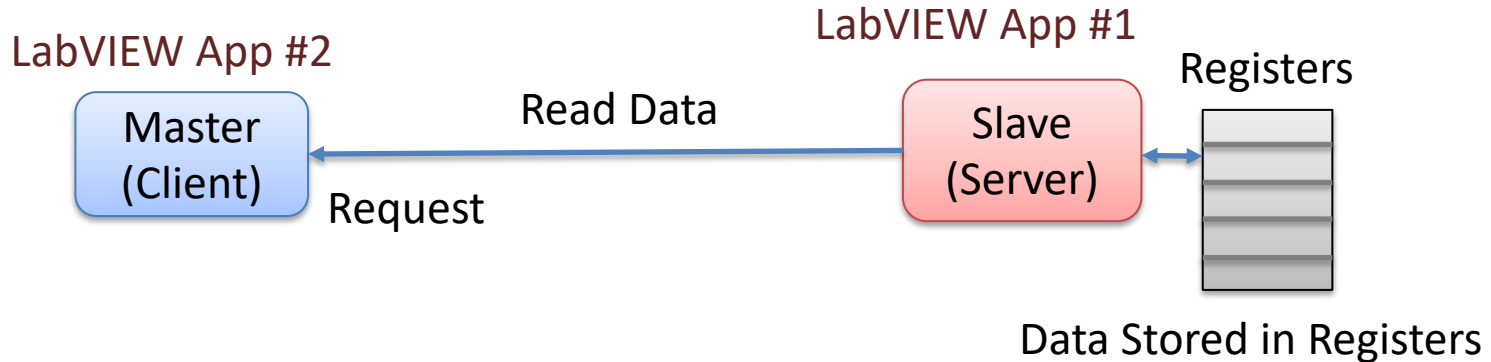 LabVIEW App #2
LabVIEW App #1
Registers
Master
(Client)
Read Data
Slave
(Server)
Request
Data Stored in Registers